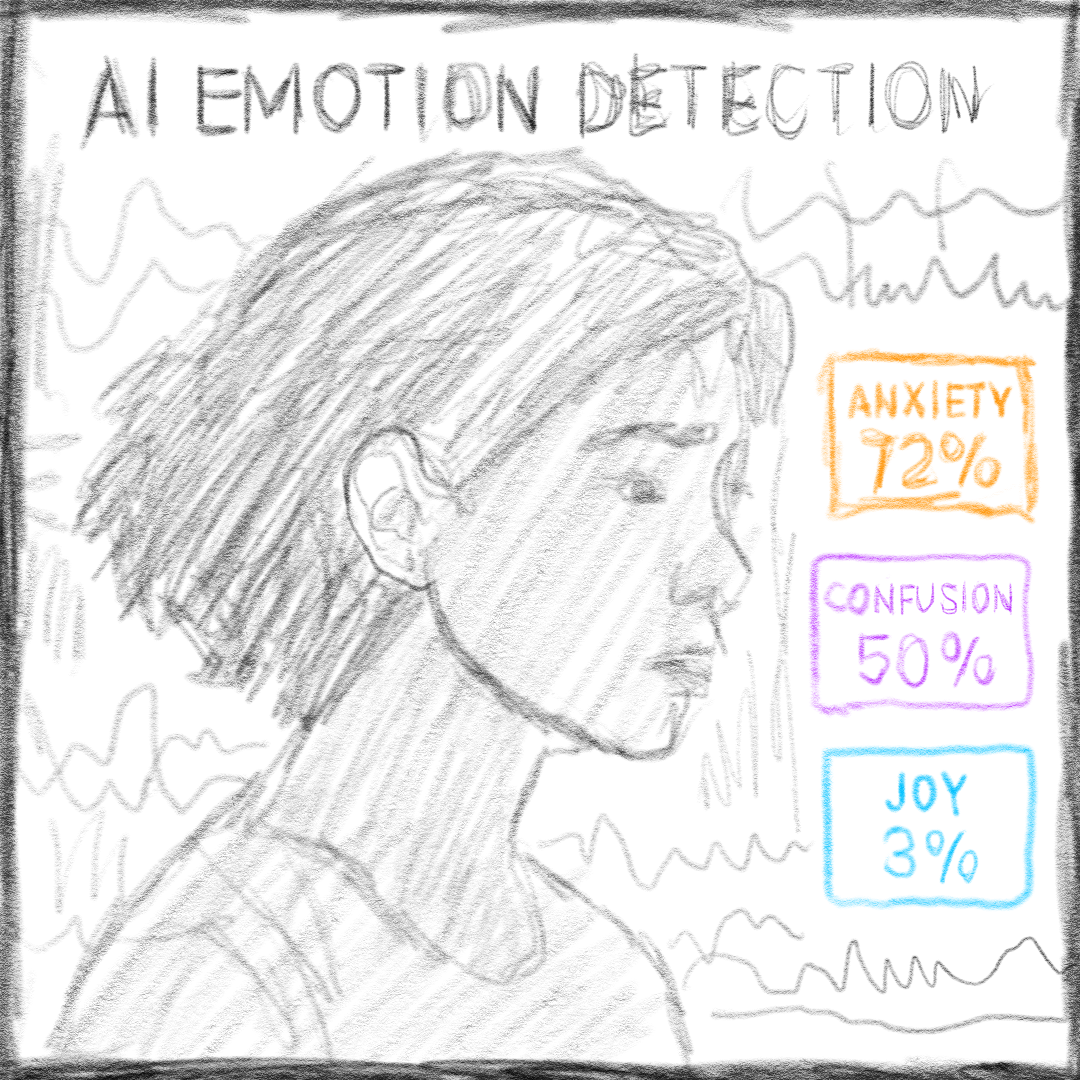 AI EMOTION DETECTION
ANXIETY
72%
CONFUSION
50%
JOY
3%